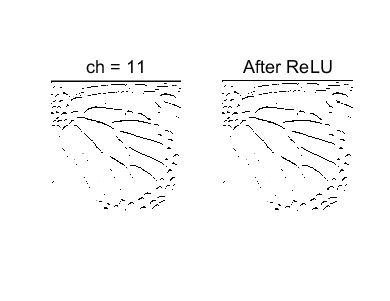 ch = 11
After ReLU